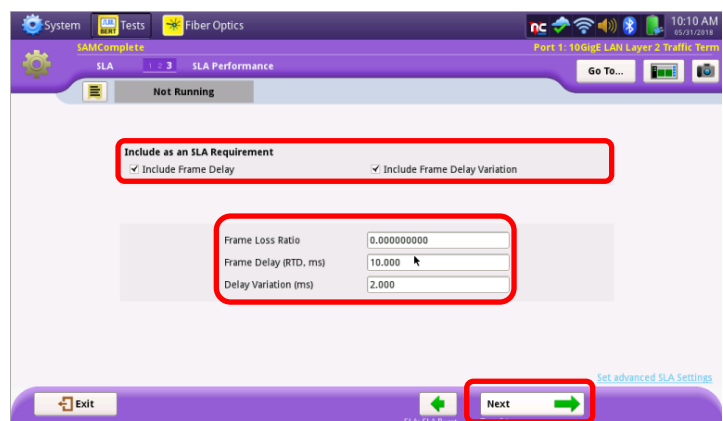 System Tests Fiber Optics nc 10:10 AM
05/31/2018
SAMComplete Port 1: 10GigE LAN Layer 2 Traffic Term
SLA 1 2 3 SLA Performance Go To...
Not Running
Include as an SLA Requirement
Include Frame Delay Include Frame Delay Variation
Frame Loss Ratio 0.000000000
Frame Delay (RTD, ms) 10.000
Delay Variation (ms) 2.000
Set advanced SLA Settings
Exit Next